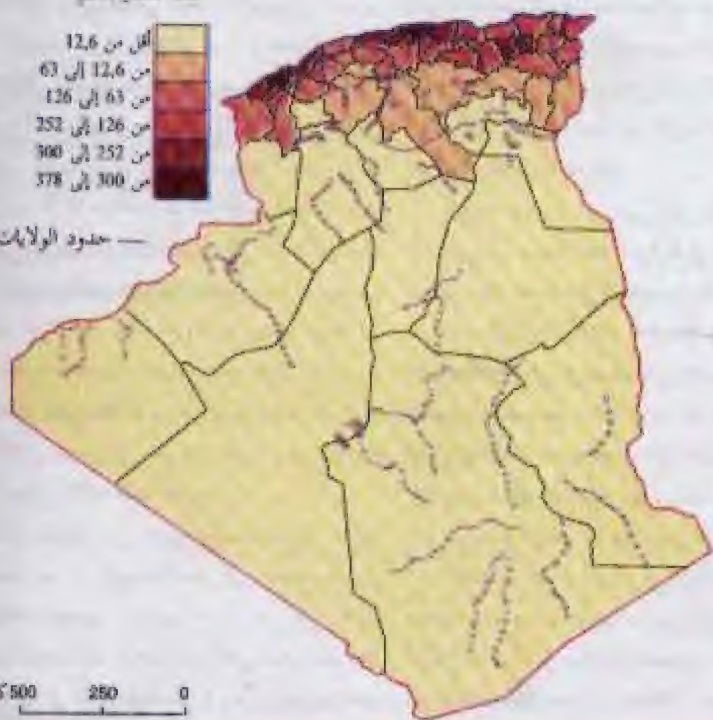 أقل من 12,6
من 12,6 إلى 63
من 63 إلى 126
من 126 إلى 252
من 252 إلى 300
من 300 إلى 378
— حدود الولايات
0 250 500